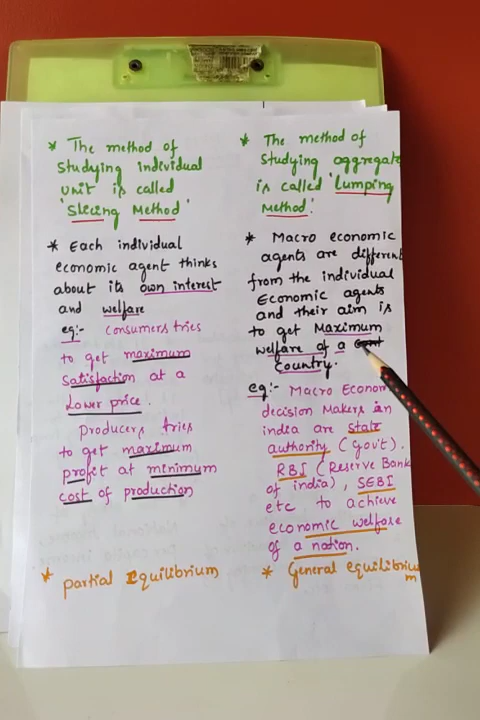 * The method of
studying individual
unit is called
'Slicing Method'
* Each individual
economic agent thinks
about its own interest
and welfare
eg:- Consumers tries
to get maximum
satisfaction at a
Lower price.
Producers tries
to get maximum
profit at minimum
cost of production
* partial Equilibrium
* The method of
studying aggregate
is called 'Lumping
Method'.
* Macro economic
agents are different
from the individual
Economic agents
and their aim is
to get Maximum
welfare of a
Country.
eg:- Macro Econom
decision Makers in
india are state
authority (Gov't).
RBI (Reserve Bank
of india), SEBI
etc to achieve
economic welfare
of a nation.
* General equilibrium